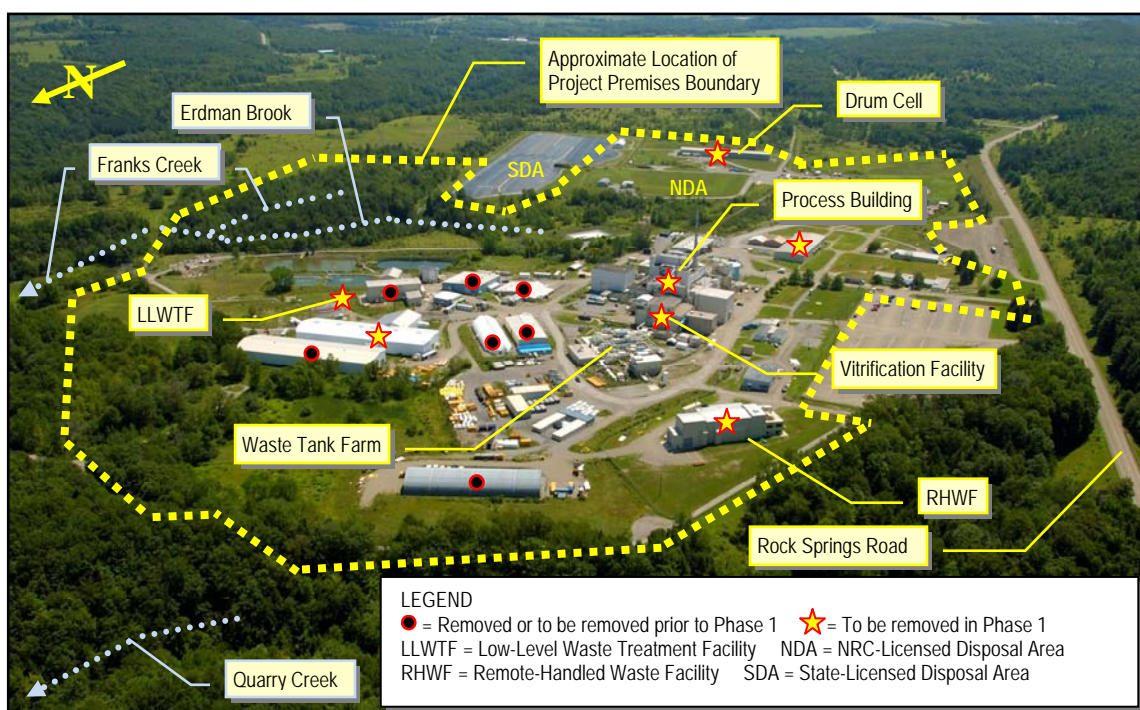 N
Approximate Location of
Project Premises Boundary
Drum Cell
Erdman Brook
Franks Creek
SDA
NDA
Process Building
LLWTF
Vitrification Facility
Waste Tank Farm
RHWF
Rock Springs Road
Quarry Creek
LEGEND
= Removed or to be removed prior to Phase 1 = To be removed in Phase 1
LLWTF = Low-Level Waste Treatment Facility NDA = NRC-Licensed Disposal Area
RHWF = Remote-Handled Waste Facility SDA = State-Licensed Disposal Area